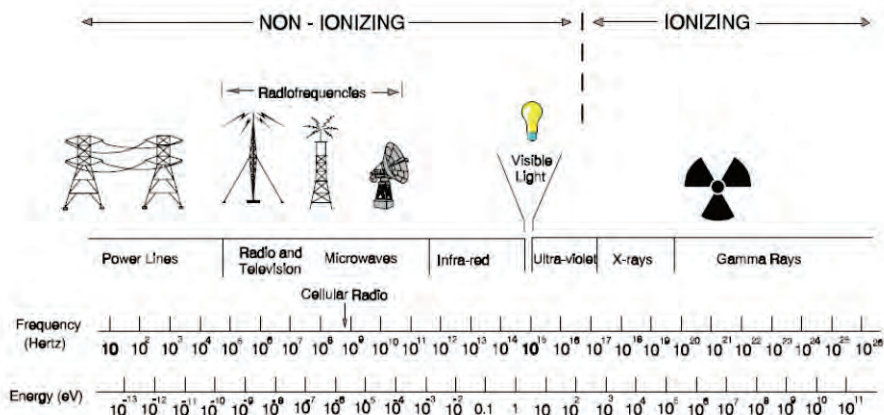 NON - IONIZING IONIZING
Radiofrequencies
Visible
Light
Power Lines Radio and Television Microwaves Infra-red Ultra-violet X-rays Gamma Rays
Cellular Radio
Frequency
(Hertz)
10 10² 10³ 10⁴ 10⁵ 10⁶ 10⁷ 10⁸ 10⁹ 10¹⁰ 10¹¹ 10¹² 10¹³ 10¹⁴ 10¹⁵ 10¹⁶ 10¹⁷ 10¹⁸ 10¹⁹ 10²⁰ 10²¹ 10²² 10²³ 10²⁴ 10²⁵ 10²⁶
Energy (eV)
10⁻¹³ 10⁻¹² 10⁻¹¹ 10⁻¹⁰ 10⁻⁹ 10⁻⁸ 10⁻⁷ 10⁻⁶ 10⁻⁵ 10⁻⁴ 10⁻³ 10⁻² 0.1 1 10 10² 10³ 10⁴ 10⁵ 10⁶ 10⁷ 10⁸ 10⁹ 10¹⁰ 10¹¹